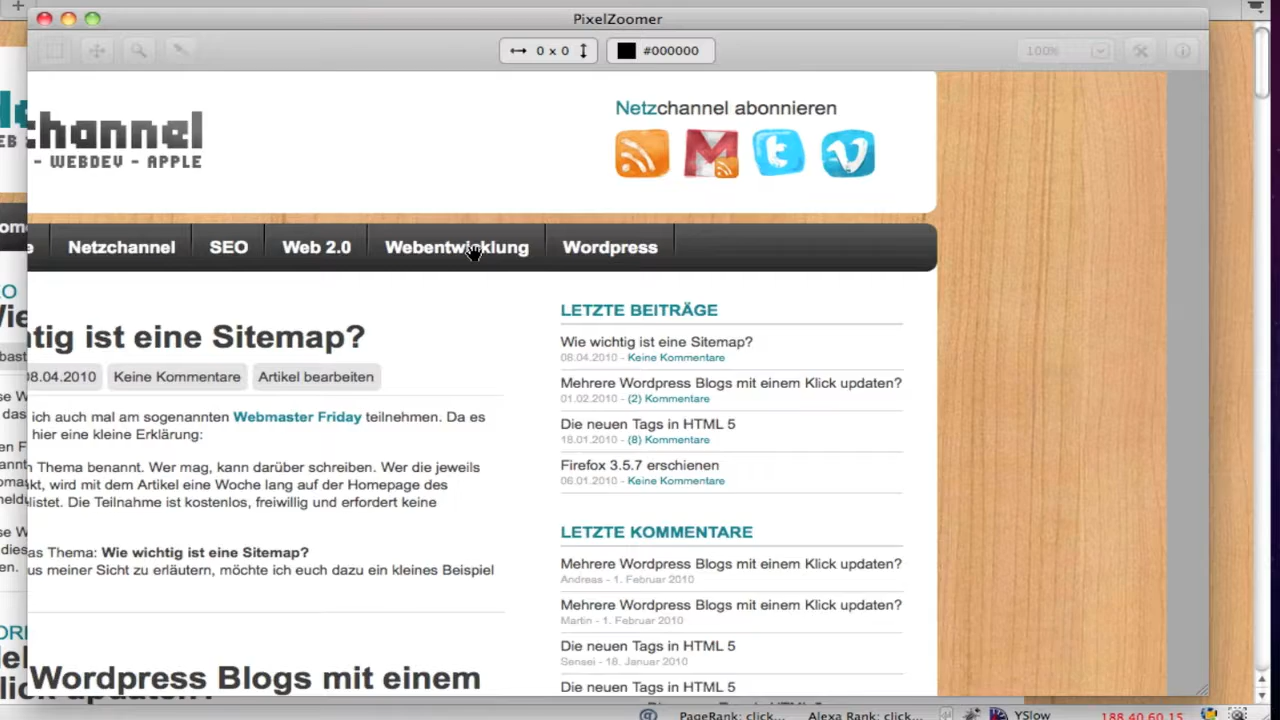 PixelZoomer
0 x 0
#000000
100%
channel
- WEBDEV - APPLE
Netzchannel abonnieren
Netzchannel
SEO
Web 2.0
Webentwicklung
Wordpress
tig ist eine Sitemap?
08.04.2010
Keine Kommentare
Artikel bearbeiten
ich auch mal am sogenannten Webmaster Friday teilnehmen. Da es
hier eine kleine Erklärung:
n Thema benannt. Wer mag, kann darüber schreiben. Wer die jeweils
kt, wird mit dem Artikel eine Woche lang auf der Homepage des
listet. Die Teilnahme ist kostenlos, freiwillig und erfordert keine
as Thema: Wie wichtig ist eine Sitemap?
us meiner Sicht zu erläutern, möchte ich euch dazu ein kleines Beispiel
Wordpress Blogs mit einem
LETZTE BEITRÄGE
Wie wichtig ist eine Sitemap?
08.04.2010 - Keine Kommentare
Mehrere Wordpress Blogs mit einem Klick updaten?
01.02.2010 - (2) Kommentare
Die neuen Tags in HTML 5
18.01.2010 - (8) Kommentare
Firefox 3.5.7 erschienen
06.01.2010 - Keine Kommentare
LETZTE KOMMENTARE
Mehrere Wordpress Blogs mit einem Klick updaten?
Andreas - 1. Februar 2010
Mehrere Wordpress Blogs mit einem Klick updaten?
Martin - 1. Februar 2010
Die neuen Tags in HTML 5
Sensei - 18. Januar 2010
Die neuen Tags in HTML 5
PageRank: click...
Alexa Rank: click...
YSlow
188.40.60.15